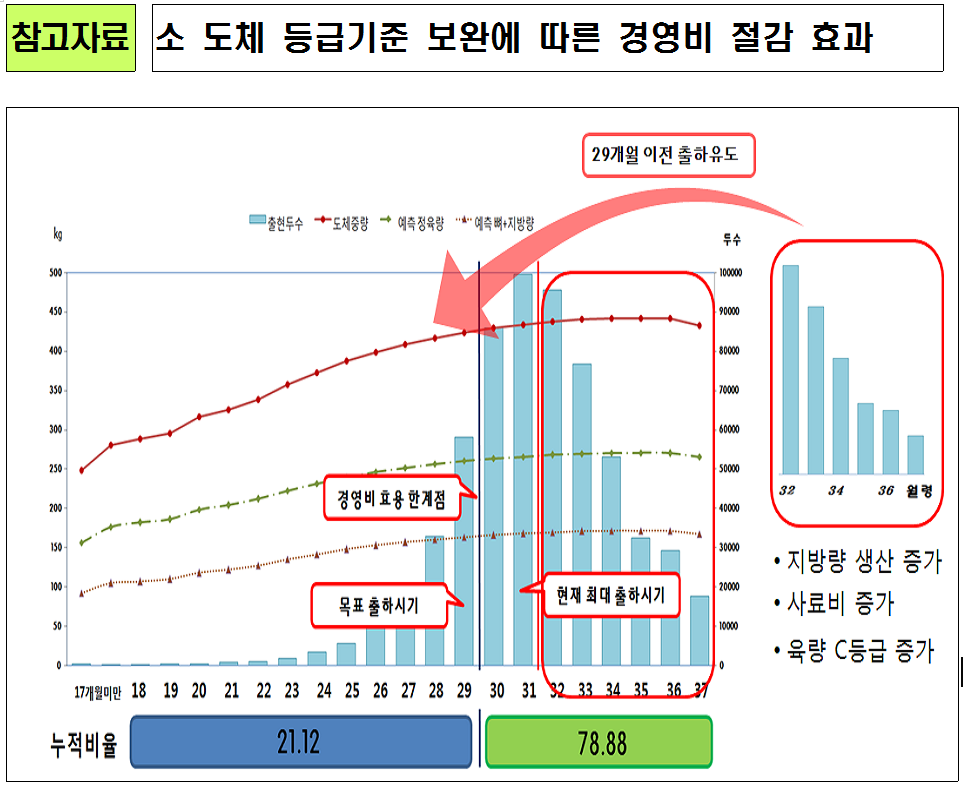 참고자료
소 도체 등급기준 보완에 따른 경영비 절감 효과
29개월 이전 출하유도
출현두수 도체중량 예측 정육량 예측 뼈+지방량
kg
두수
500
450
400
350
300
250
200
150
100
50
0
100000
90000
80000
70000
60000
50000
40000
30000
20000
10000
0
경영비 효용 한계점
목표 출하시기
현재 최대 출하시기
17개월미만 18 19 20 21 22 23 24 25 26 27 28 29 30 31 32 33 34 35 36 37
32 34 36 월령
• 지방량 생산 증가
• 사료비 증가
• 육량 C등급 증가
누적비율 21.12 78.88